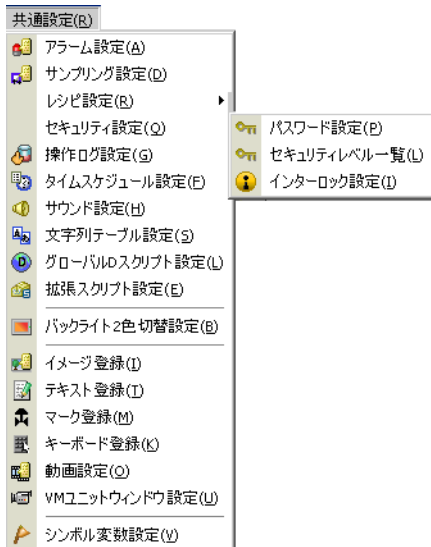 共通設定(R)
アラーム設定(A)
サンプリング設定(D)
レシピ設定(R)
セキュリティ設定(Q)
パスワード設定(P)
セキュリティレベル一覧(L)
インターロック設定(I)
操作ログ設定(G)
タイムスケジュール設定(F)
サウンド設定(H)
文字列テーブル設定(S)
グローバルDスクリプト設定(L)
拡張スクリプト設定(E)
バックライト2色切替設定(B)
イメージ登録(I)
テキスト登録(T)
マーク登録(M)
キーボード登録(K)
動画設定(O)
VMユニットウィンドウ設定(U)
シンボル変数設定(V)